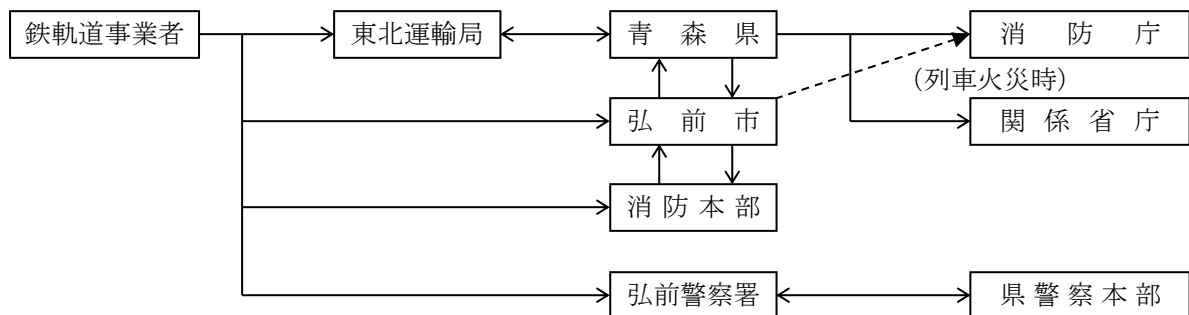 鉄軌道事業者
東北運輸局
青森県
消防庁
(列車火災時)
弘前市
関係省庁
消防本部
弘前警察署
県警察本部